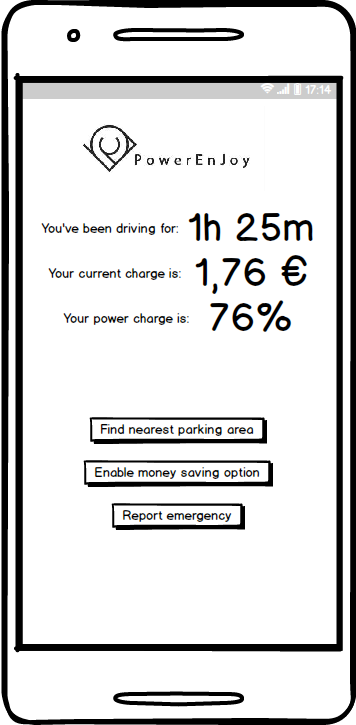 17:14
PowerEnJoy
You've been driving for: 1h 25m
Your current charge is: 1,76 €
Your power charge is: 76%
Find nearest parking area
Enable money saving option
Report emergency